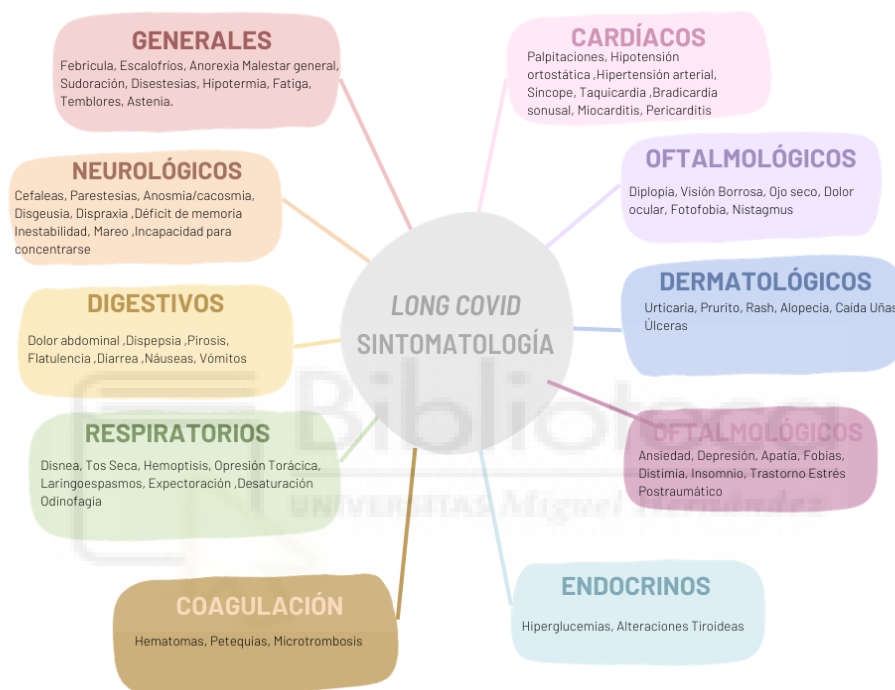 GENERALES
Febricula, Escalofríos, Anorexia Malestar general,
Sudoración, Disestesias, Hipotermia, Fatiga,
Temblores, Astenia.
CARDÍACOS
Palpitaciones, Hipotensión
ortostática ,Hipertensión arterial,
Síncope, Taquicardia ,Bradicardia
sonusal, Miocarditis, Pericarditis
NEUROLÓGICOS
Cefaleas, Parestesias, Anosmia/cacosmia,
Disgeusia, Dispraxia ,Déficit de memoria
Inestabilidad, Mareo ,Incapacidad para
concentrarse
OFTALMOLÓGICOS
Diplopía, Visión Borrosa, Ojo seco, Dolor
ocular, Fotofobia, Nistagmus
LONG COVID
SINTOMATOLOGÍA
DIGESTIVOS
Dolor abdominal ,Dispepsia ,Pirosis,
Flatulencia ,Diarrea ,Náuseas, Vómitos
DERMATOLÓGICOS
Urticaria, Prurito, Rash, Alopecia, Caída Uñas
Úlceras
RESPIRATORIOS
Disnea, Tos Seca, Hemoptisis, Opresión Torácica,
Laringoespasmos, Expectoración ,Desaturación
Odinofagia
OFTALMOLÓGICOS
Ansiedad, Depresión, Apatía, Fobias,
Distimia, Insomnio, Trastorno Estrés
Postraumático
COAGULACIÓN
Hematomas, Petequias, Microtrombosis
ENDOCRINOS
Hiperglucemias, Alteraciones Tiroideas
Biblioteca
UNIVERSITAS Miguel Hernández